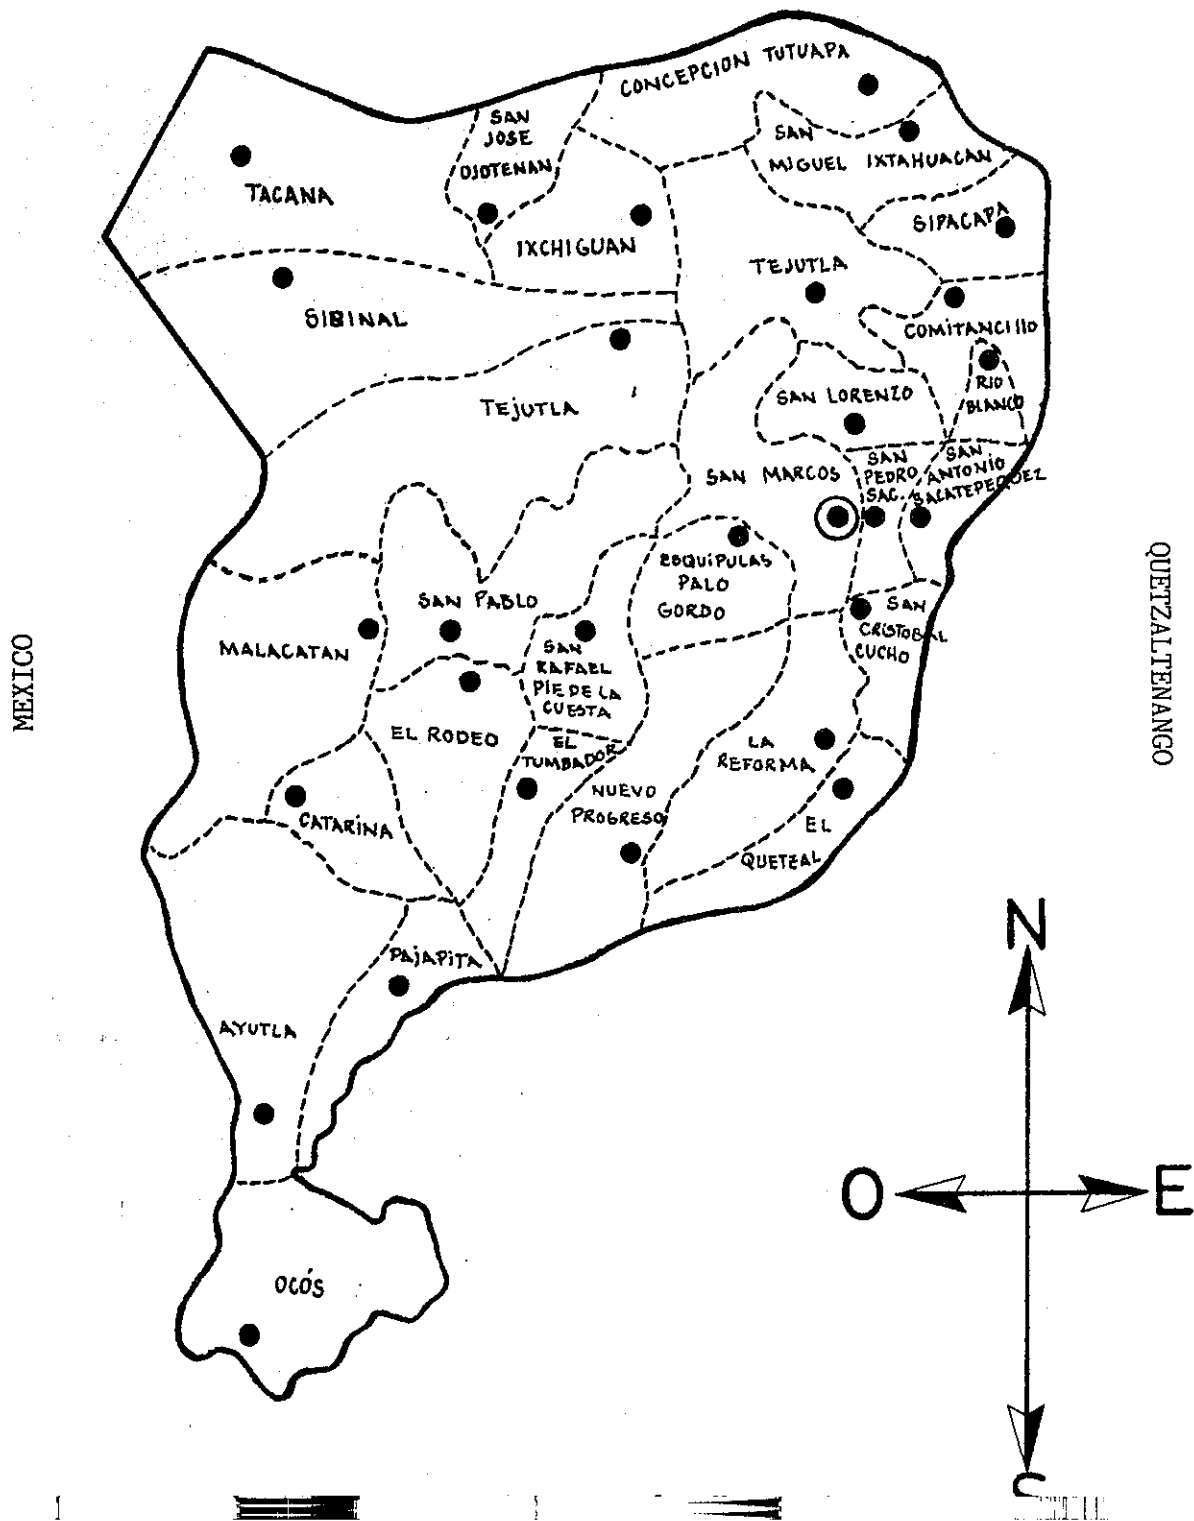 CONCEPCION TUTUAPA
SAN
JOSE
OJOTENAN
SAN
MIGUEL IXTAHUACAN
TACANA
SIPACAPA
IXCHIGUAN
TEJUTLA
SIBINAL
COMITANCILLO
RIO
BLANCO
TEJUTLA
SAN LORENZO
SAN MARCOS
SAN
PEDRO
SAC.
SAN
ANTONIO
SACATEPEQUEZ
ESQUIPULAS
PALO
GORDO
SAN PABLO
SAN
CRISTOBAL
CUCHO
MALACATAN
SAN
RAFAEL
PIE DE LA
CUESTA
MEXICO
QUETZALTENANGO
EL RODEO
EL
TUMBADOR
LA
REFORMA
NUEVO
PROGRESO
CATARINA
EL
QUETZAL
PAJAPITA
AYUTLA
OCÓS
N
O
E
S